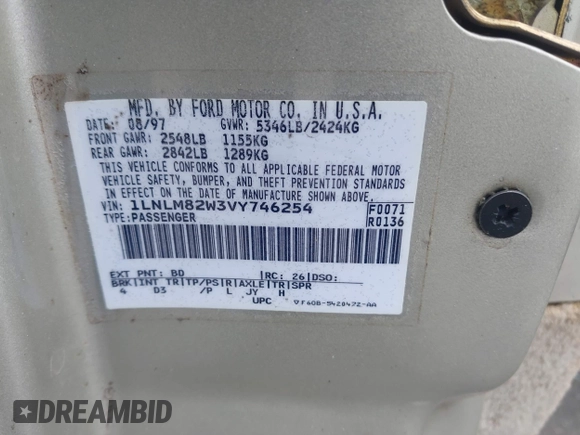 MFD. BY FORD MOTOR CO. IN U.S.A.
DATE: 08/97 GVWR: 5346LB/2424KG
FRONT GAWR: 2548LB 1155KG
REAR GAWR: 2842LB 1289KG
THIS VEHICLE CONFORMS TO ALL APPLICABLE FEDERAL MOTOR
VEHICLE SAFETY, BUMPER, AND THEFT PREVENTION STANDARDS
IN EFFECT ON THE DATE OF MANUFACTURE SHOWN ABOVE.
VIN: 1LNLM82W3VY746254 F0071
TYPE: PASSENGER R0136
EXT PNT: BD RC: 26 DSO:
BRK INT TR TP/PS R AXLE TR SPR
4 D3 /P L JY H
UPC F6GB-5420472-AA
DREAMBID